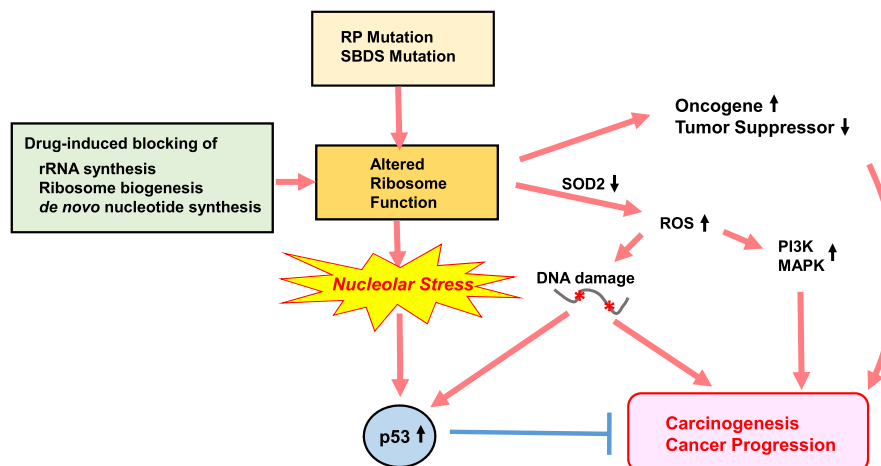 RP Mutation
SBDS Mutation
Oncogene
Tumor Suppressor
Drug-induced blocking of
rRNA synthesis
Ribosome biogenesis
de novo nucleotide synthesis
Altered
Ribosome
Function
SOD2
ROS
PI3K
MAPK
Nucleolar Stress
DNA damage
p53
Carcinogenesis
Cancer Progression